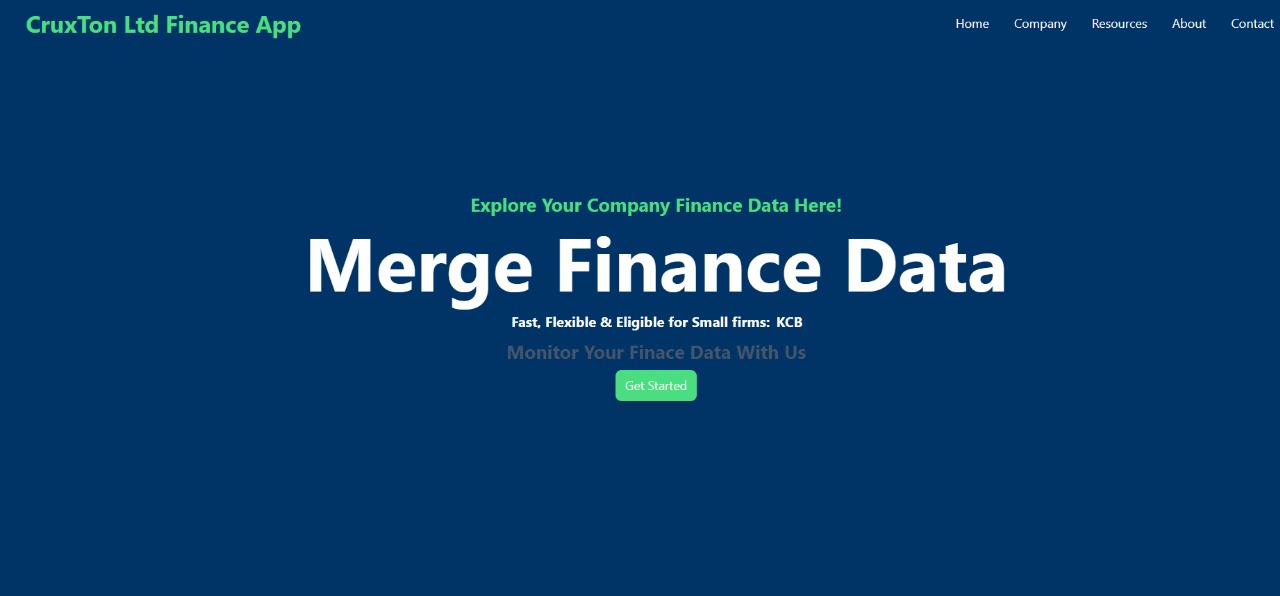 CruxTon Ltd Finance App
Home Company Resources About Contact
Explore Your Company Finance Data Here!
Merge Finance Data
Fast, Flexible & Eligible for Small firms: KCB
Monitor Your Finace Data With Us
Get Started